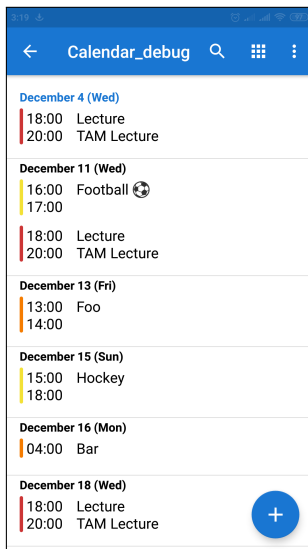 3:19
Calendar_debug
December 4 (Wed)
18:00 Lecture
20:00 TAM Lecture
December 11 (Wed)
16:00 Football ⚽
17:00
18:00 Lecture
20:00 TAM Lecture
December 13 (Fri)
13:00 Foo
14:00
December 15 (Sun)
15:00 Hockey
18:00
December 16 (Mon)
04:00 Bar
December 18 (Wed)
18:00 Lecture
20:00 TAM Lecture